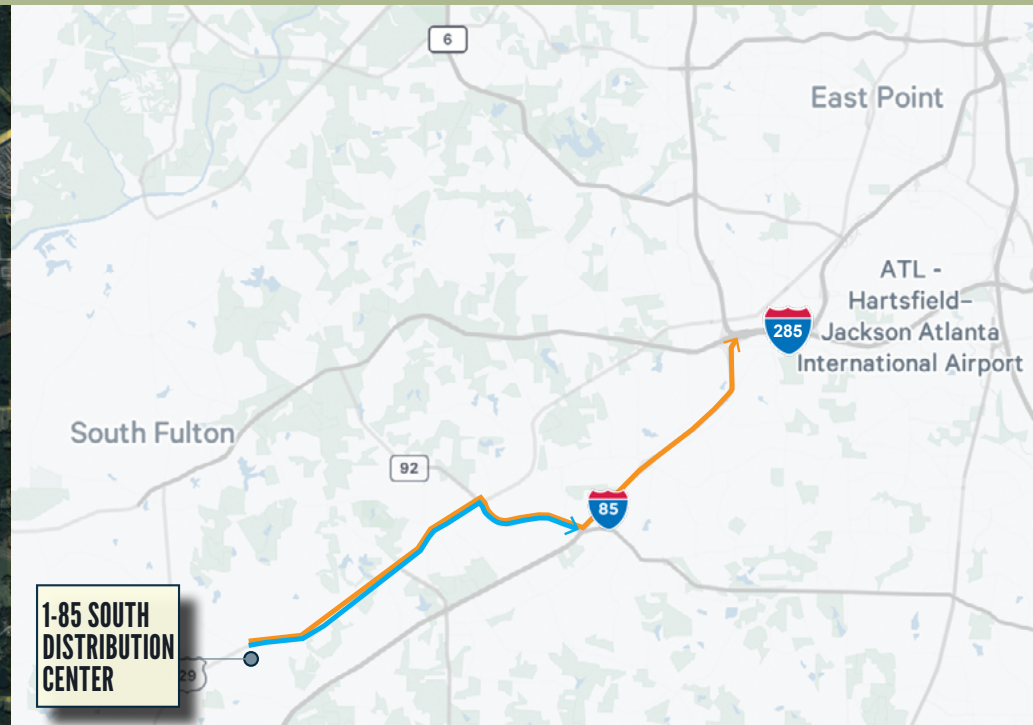 6
East Point
ATL -
Hartsfield–
Jackson Atlanta
International Airport
285
South Fulton
92
85
1-85 SOUTH
DISTRIBUTION
CENTER
29